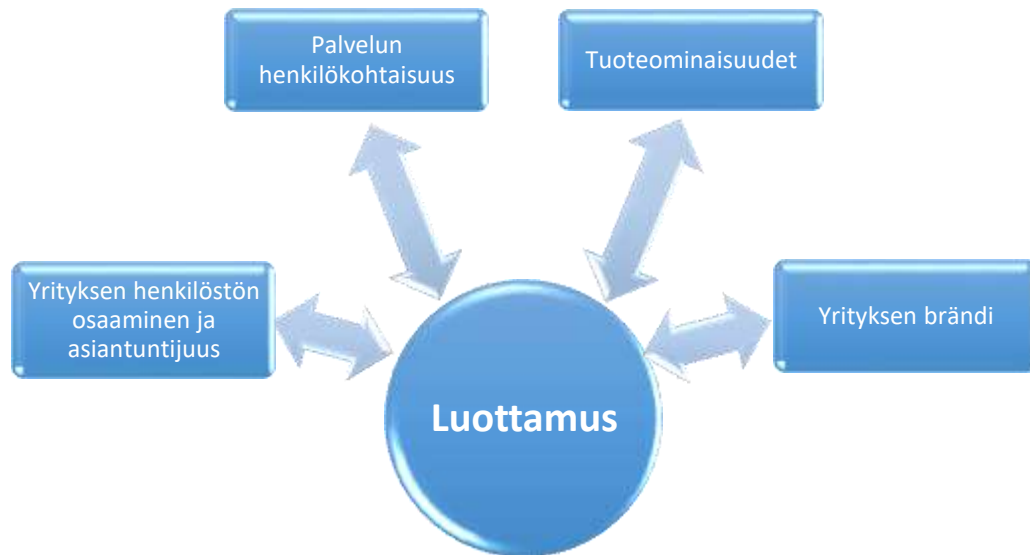 Palvelun
henkilökohtaisuus
Tuoteominaisuudet
Yrityksen henkilöstön
osaaminen ja
asiantuntijuus
Yrityksen brändi
Luottamus